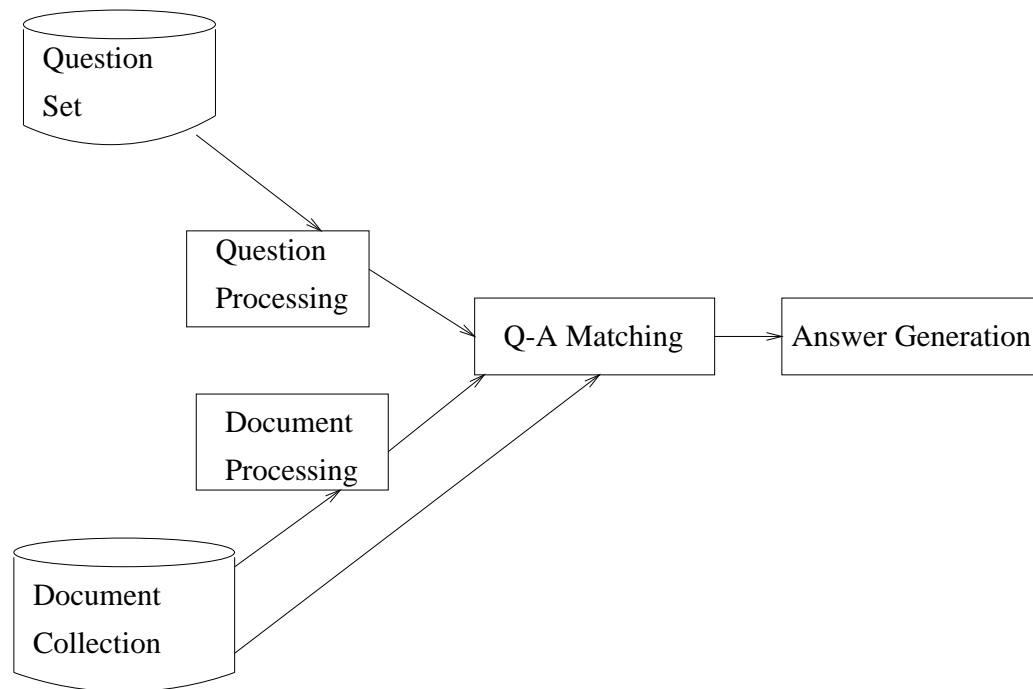 Question
Set
Question
Processing
Q-A Matching
Answer Generation
Document
Processing
Document
Collection